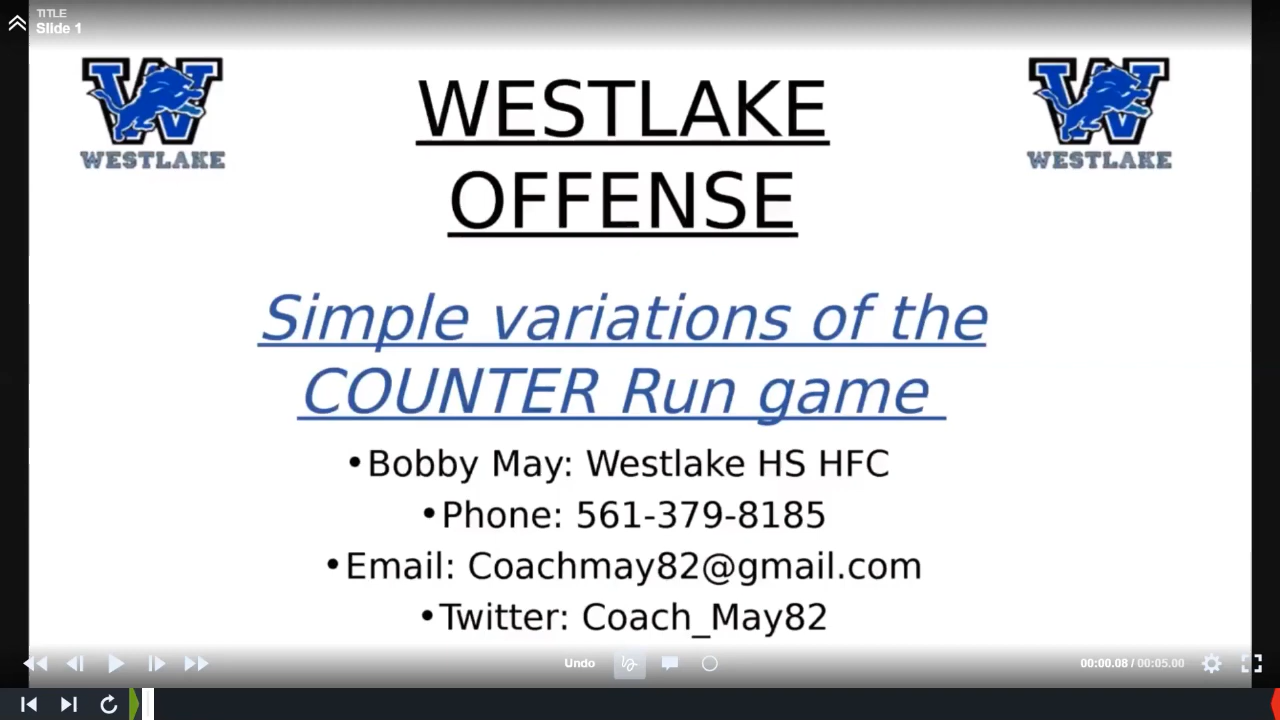 TITLE
Slide 1
W
WESTLAKE
W
WESTLAKE
WESTLAKE
OFFENSE
Simple variations of the
COUNTER Run game
•Bobby May: Westlake HS HFC
•Phone: 561-379-8185
•Email: Coachmay82@gmail.com
•Twitter: Coach_May82
Undo
00:00.08 / 00:05.00